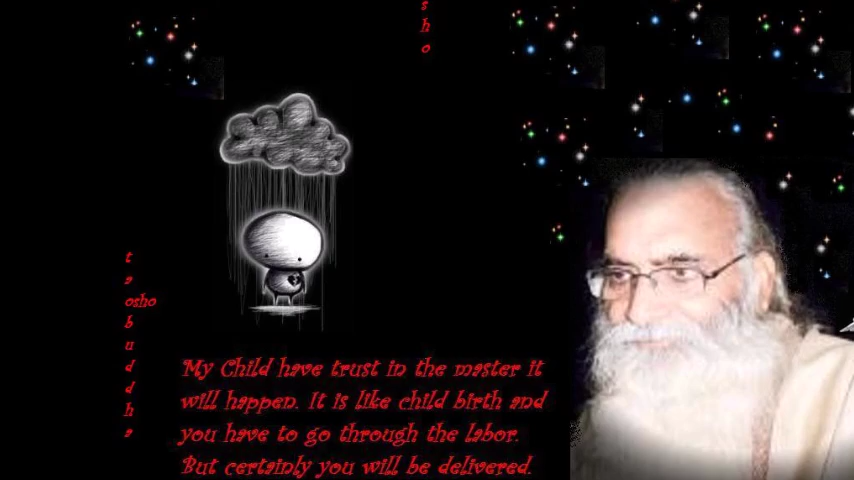 s
h
o
t
a
osho
b
u
d
d
h
a
My Child have trust in the master it
will happen. It is like child birth and
you have to go through the labor.
But certainly you will be delivered.